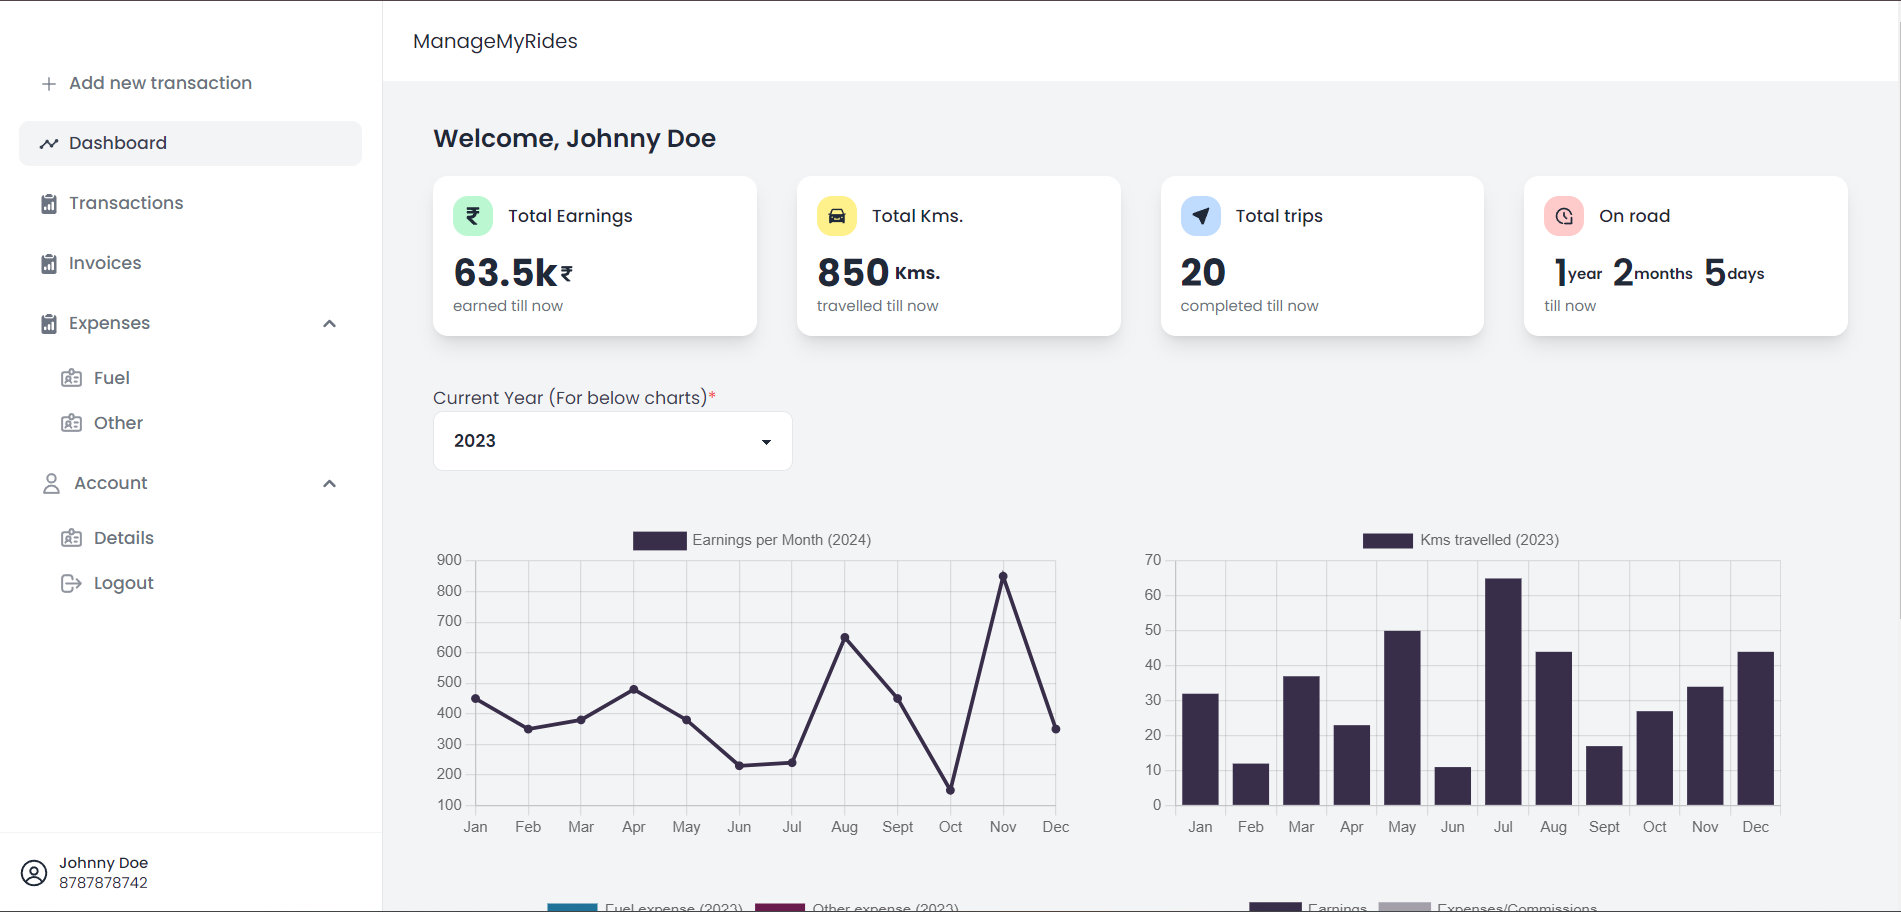 ManageMyRides
Add new transaction
Dashboard
Transactions
Invoices
Expenses
Fuel
Other
Account
Details
Logout
Johnny Doe
8787878742
Welcome, Johnny Doe
Total Earnings
63.5k₹
earned till now
Total Kms.
850 Kms.
travelled till now
Total trips
20
completed till now
On road
1year 2months 5days
till now
Current Year (For below charts)*
2023
Earnings per Month (2024)
900
800
700
600
500
400
300
200
100
Jan Feb Mar Apr May Jun Jul Aug Sept Oct Nov Dec
Kms travelled (2023)
70
60
50
40
30
20
10
0
Jan Feb Mar Apr May Jun Jul Aug Sept Oct Nov Dec
Fuel expense (2023) Other expense (2023)
Earnings Expenses/Commissions